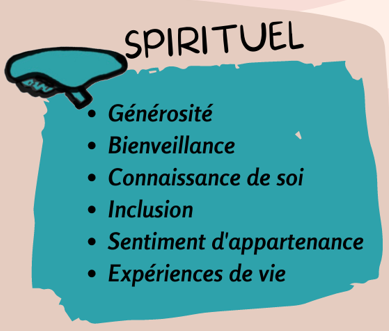 SPIRITUEL
• Générosité
• Bienveillance
• Connaissance de soi
• Inclusion
• Sentiment d'appartenance
• Expériences de vie